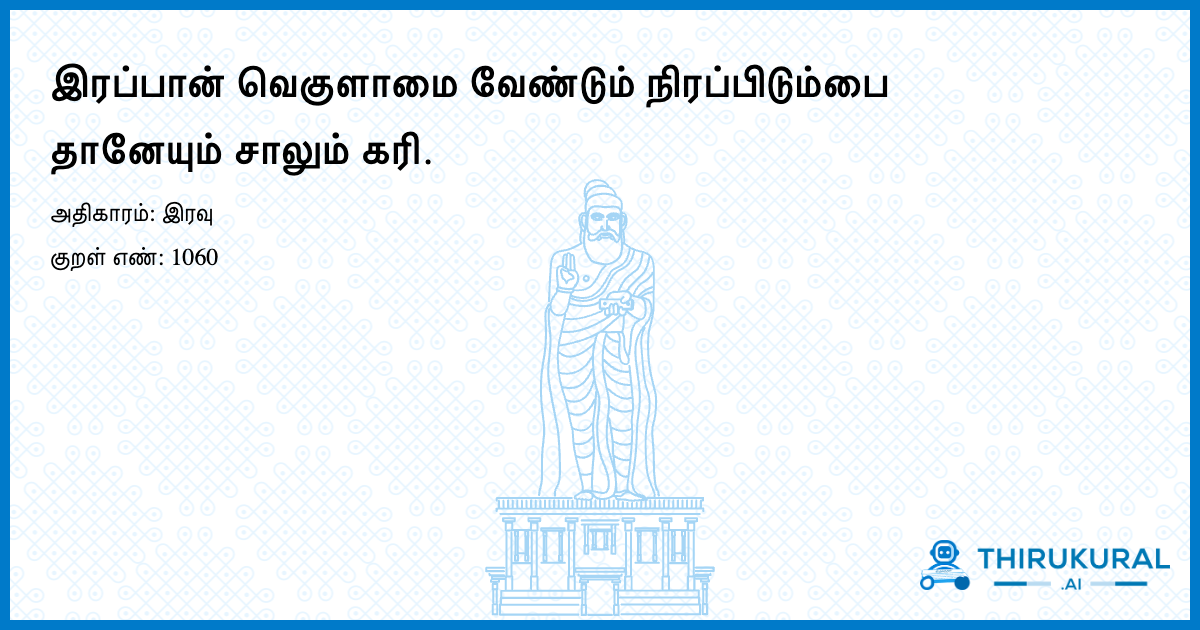 இரப்பான் வெகுளாமை வேண்டும் நிரப்பிடும்பை
தானேயும் சாலும் கரி.
அதிகாரம்: இரவு
குறள் எண்: 1060
THIRUKURAL
.AI